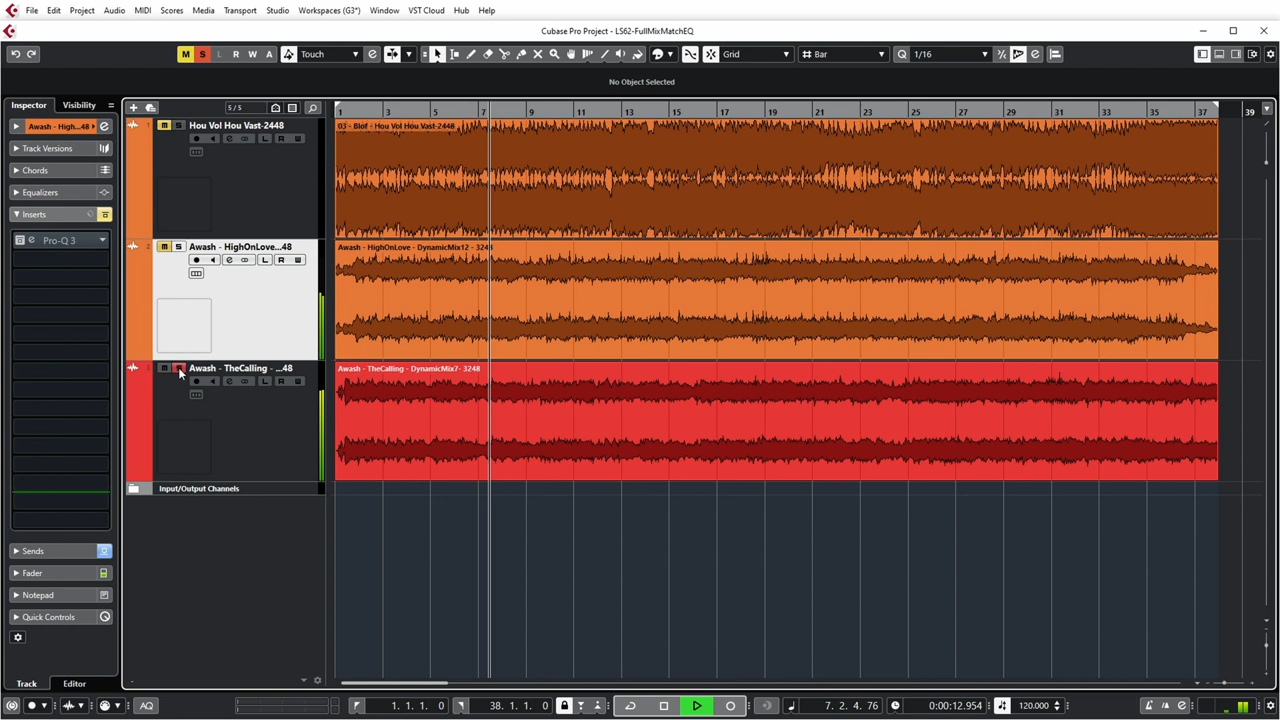 File Edit Project Audio MIDI Scores Media Transport Studio Workspaces (G3*) Window VST Cloud Hub Help
Cubase Pro Project - LS62-FullMixMatchEQ
M S L R W A Touch Grid Bar Q 1/16
No Object Selected
Inspector Visibility 5/5 1 3 5 7 9 11 13 15 17 19 21 23 25 27 29 31 33 35 37 39
Awash - High...48 1 M S Hou Vol Hou Vast-2448 03 - Blof - Hou Vol Hou Vast-2448
Track Versions
Chords
Equalizers
Inserts
Pro-Q 3
2 M S Awash - HighOnLove...48 Awash - HighOnLove - DynamicMix12 - 3248
L R
3 M Awash - TheCalling - ...48 Awash - TheCalling - DynamicMix7- 3248
L R
Input/Output Channels
Sends
Fader
Notepad
Quick Controls
Track Editor
AQ 1. 1. 1. 0 38. 1. 1. 0 7. 2. 4. 76 0:00:12.954 120.000